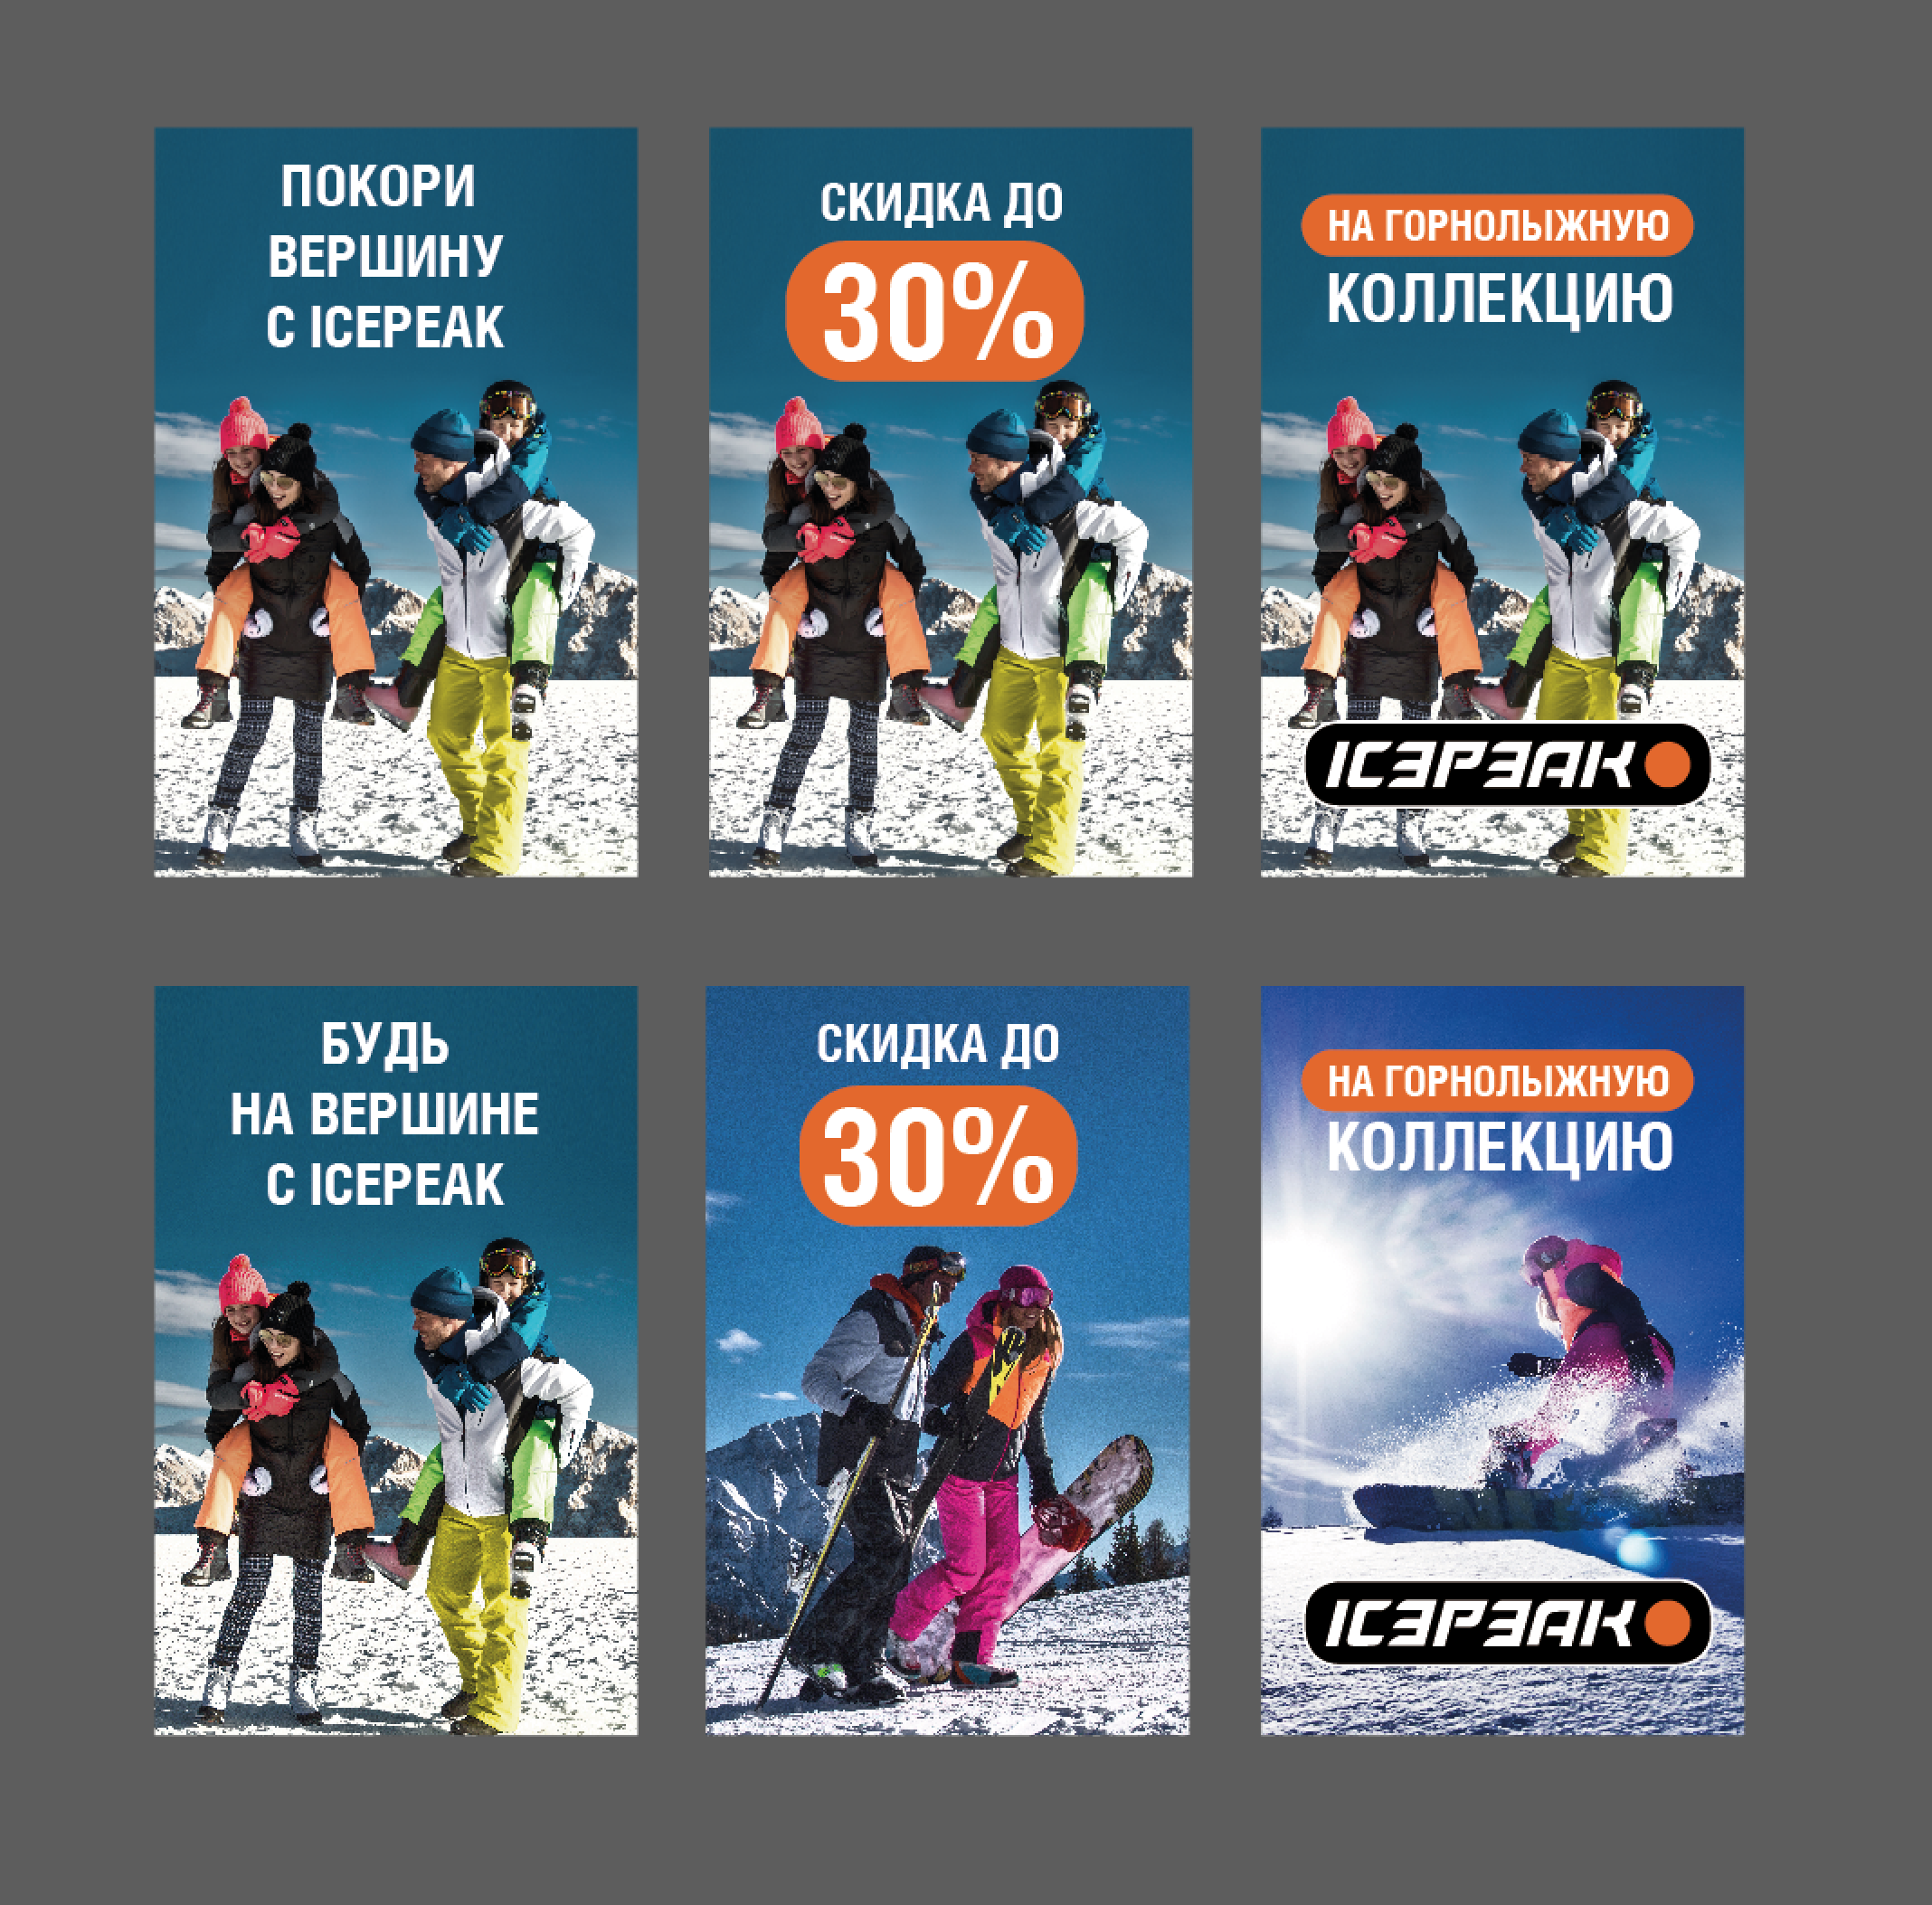 ПОКОРИ
ВЕРШИНУ
С ICEPEAK
СКИДКА ДО
30%
НА ГОРНОЛЫЖНУЮ
КОЛЛЕКЦИЮ
ICEPEAK
БУДЬ
НА ВЕРШИНЕ
С ICEPEAK
СКИДКА ДО
30%
НА ГОРНОЛЫЖНУЮ
КОЛЛЕКЦИЮ
ICEPEAK